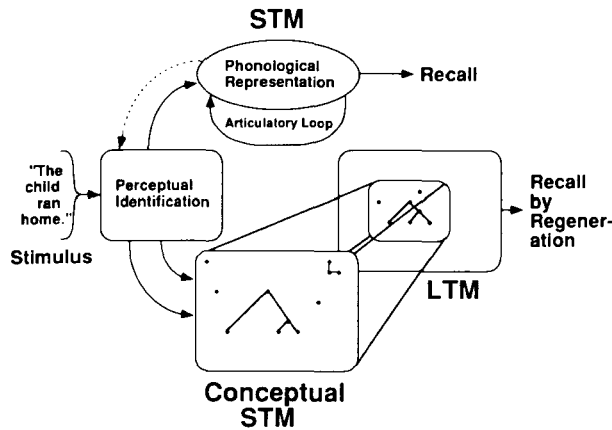 STM
Phonological
Representation
Recall
Articulatory Loop
"The
child
ran
home."
Stimulus
Perceptual
Identification
Recall
by
Regener-
ation
LTM
Conceptual
STM